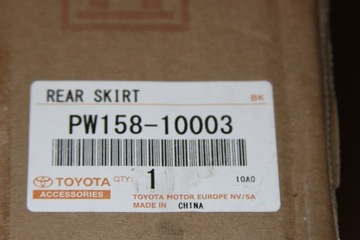 REAR SKIRT BK
PW158-10003
TOYOTA QTY: 1 10A0
ACCESSORIES TOYOTA MOTOR EUROPE NV/SA
MADE IN CHINA